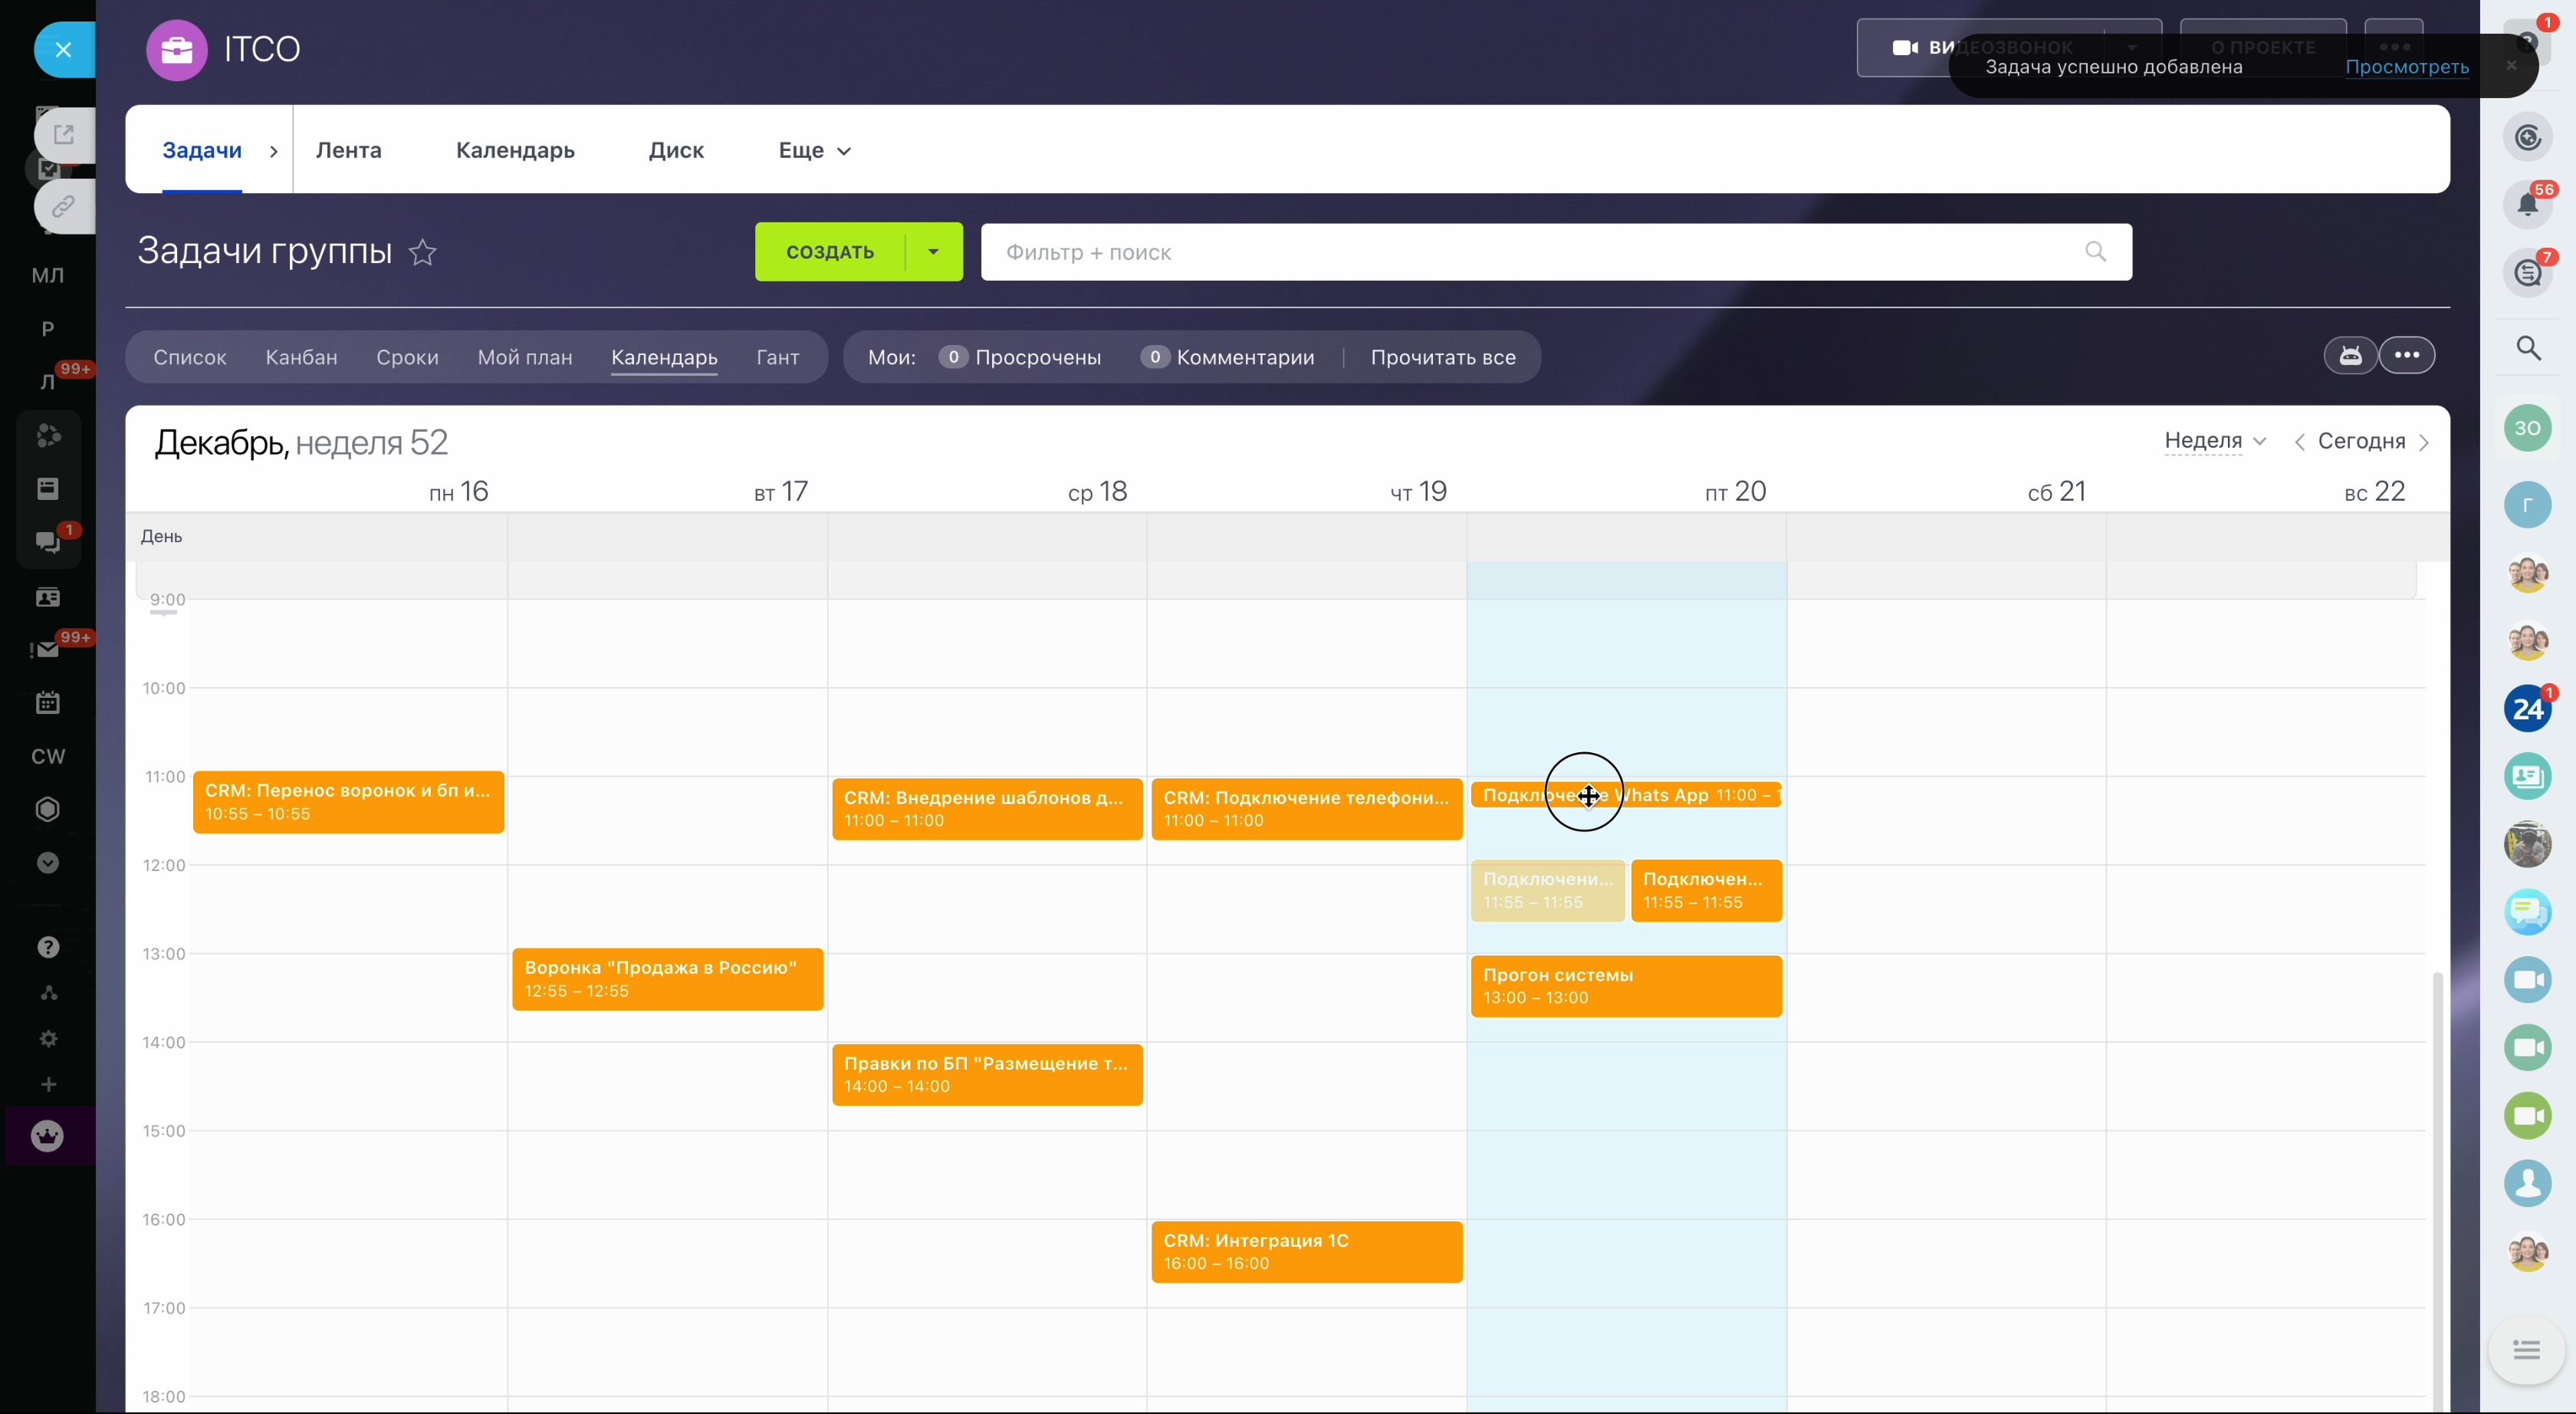 ITCO
ВИДЕОЗВОНОК
О ПРОЕКТЕ
Задача успешно добавлена
Просмотреть
1
Задачи
Лента
Календарь
Диск
Еще
56
7
Задачи группы
СОЗДАТЬ
Фильтр + поиск
МЛ
Р
Л
99+
Список
Канбан
Сроки
Мой план
Календарь
Гант
Мои:
0 Просрочены
0 Комментарии
Прочитать все
Декабрь, неделя 52
Неделя
Сегодня
ЗО
пн 16
вт 17
ср 18
чт 19
пт 20
сб 21
вс 22
Г
День
1
9:00
99+
10:00
24
1
CW
11:00
CRM: Перенос воронок и бп и...
10:55 – 10:55
CRM: Внедрение шаблонов д...
11:00 – 11:00
CRM: Подключение телефони...
11:00 – 11:00
Whats App 11:00 –
12:00
Подключени...
11:55 – 11:55
Подключен...
11:55 – 11:55
13:00
Воронка "Продажа в Россию"
12:55 – 12:55
Прогон системы
13:00 – 13:00
14:00
Правки по БП "Размещение т...
14:00 – 14:00
15:00
16:00
CRM: Интеграция 1С
16:00 – 16:00
17:00
18:00